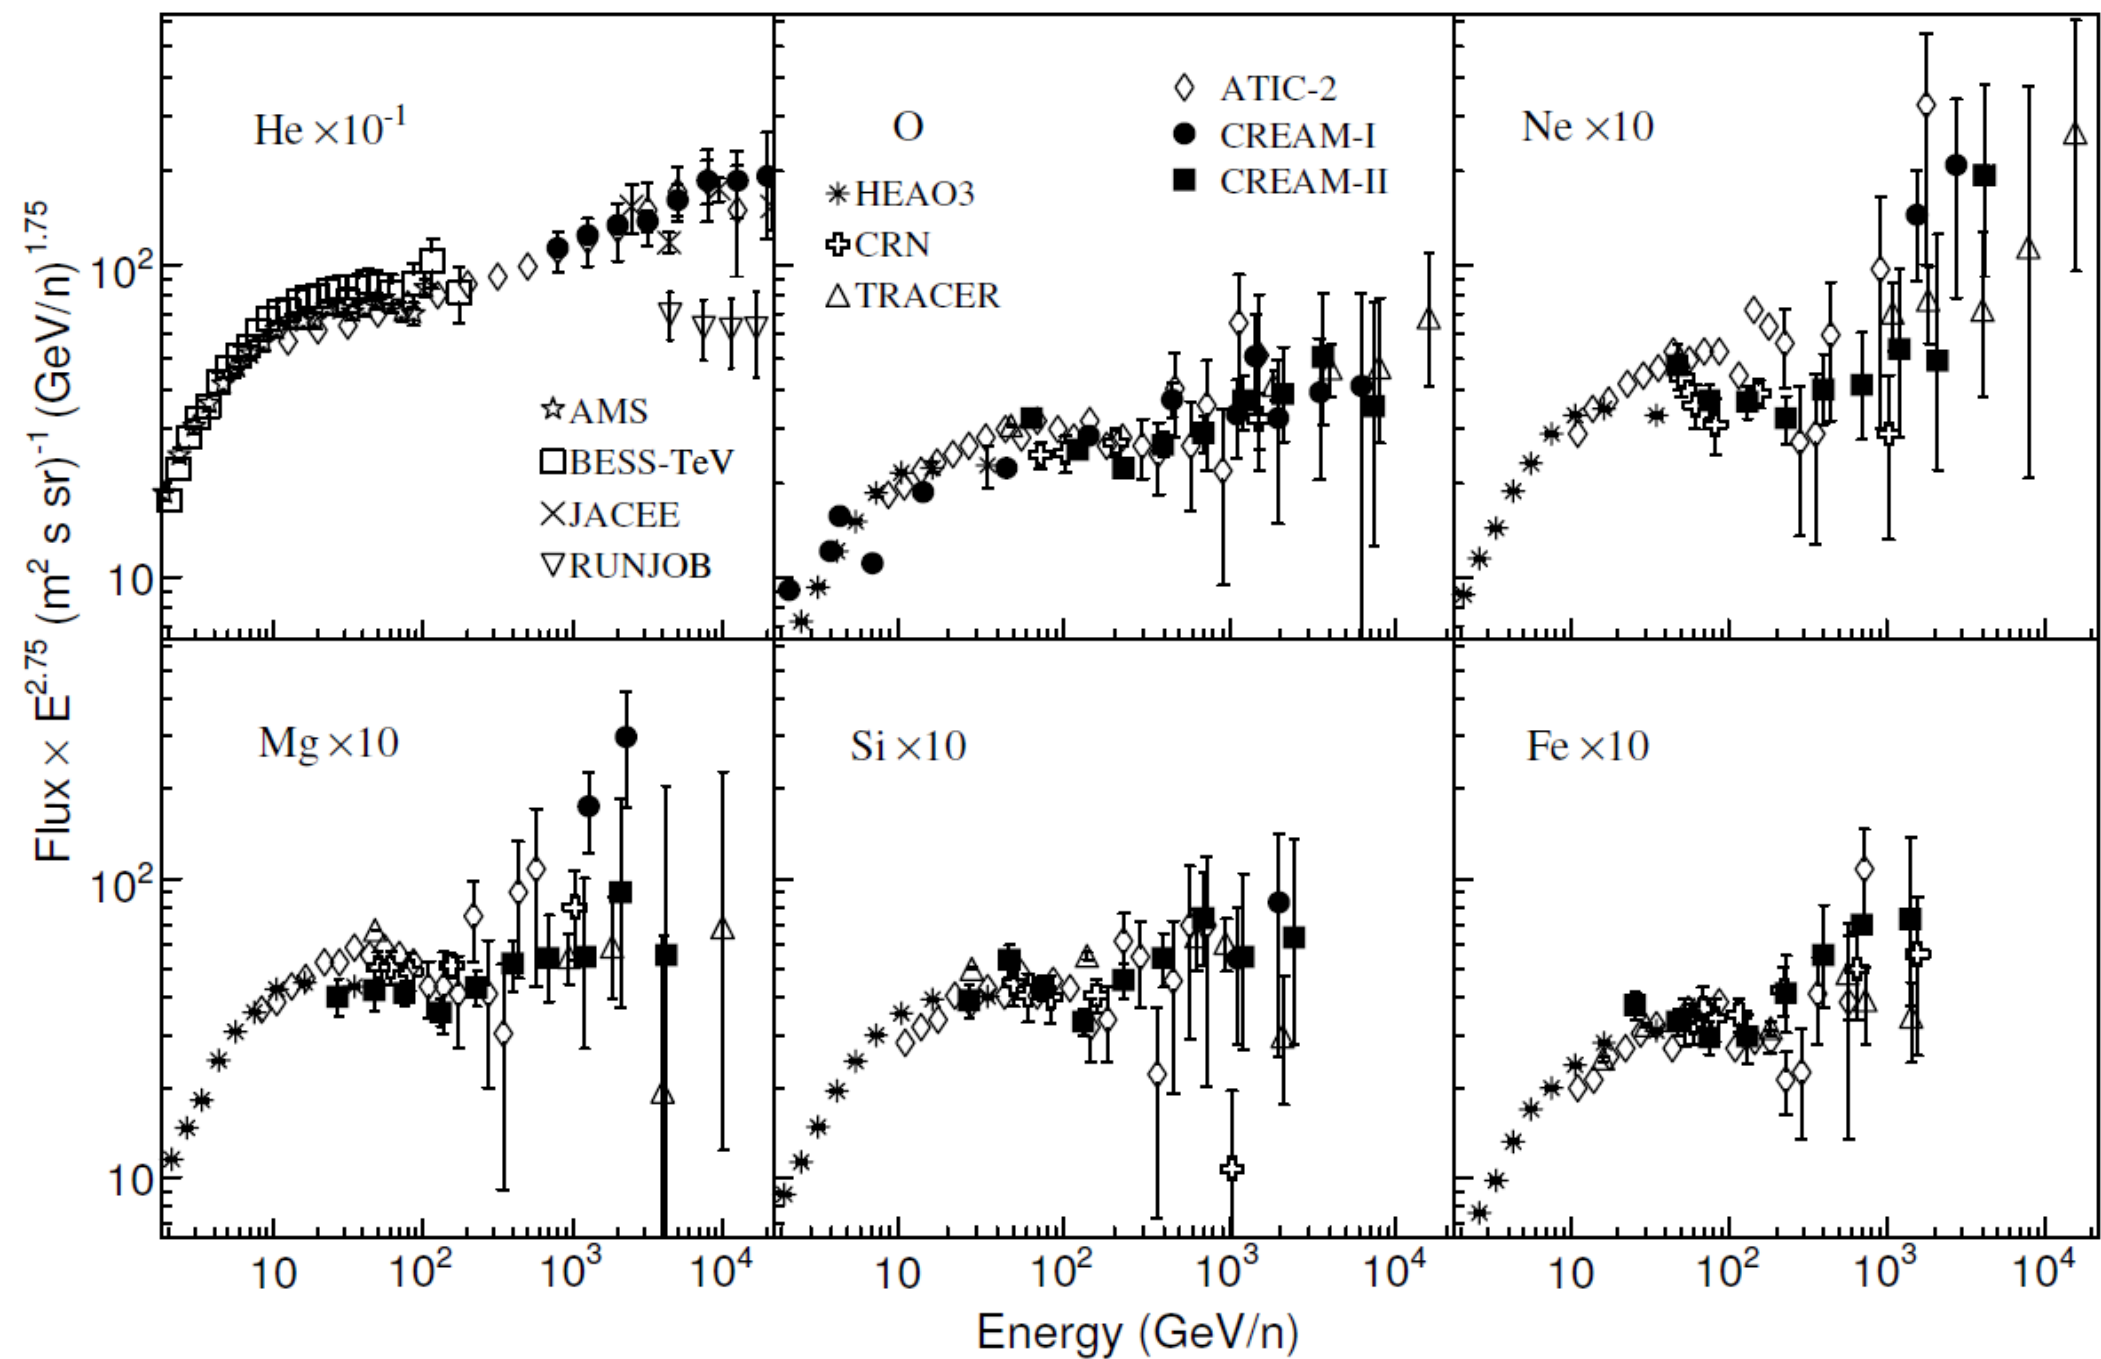 He ×10⁻¹
AMS
BESS-TeV
JACEE
RUNJOB
O
HEAO3
CRN
TRACER
ATIC-2
CREAM-I
CREAM-II
Ne ×10
Mg ×10
Si ×10
Fe ×10
10²
10
10²
10
Flux × E²·⁷⁵ (m² s sr)⁻¹ (GeV/n)¹·⁷⁵
10 10² 10³ 10⁴ 10 10² 10³ 10⁴ 10 10² 10³ 10⁴
Energy (GeV/n)